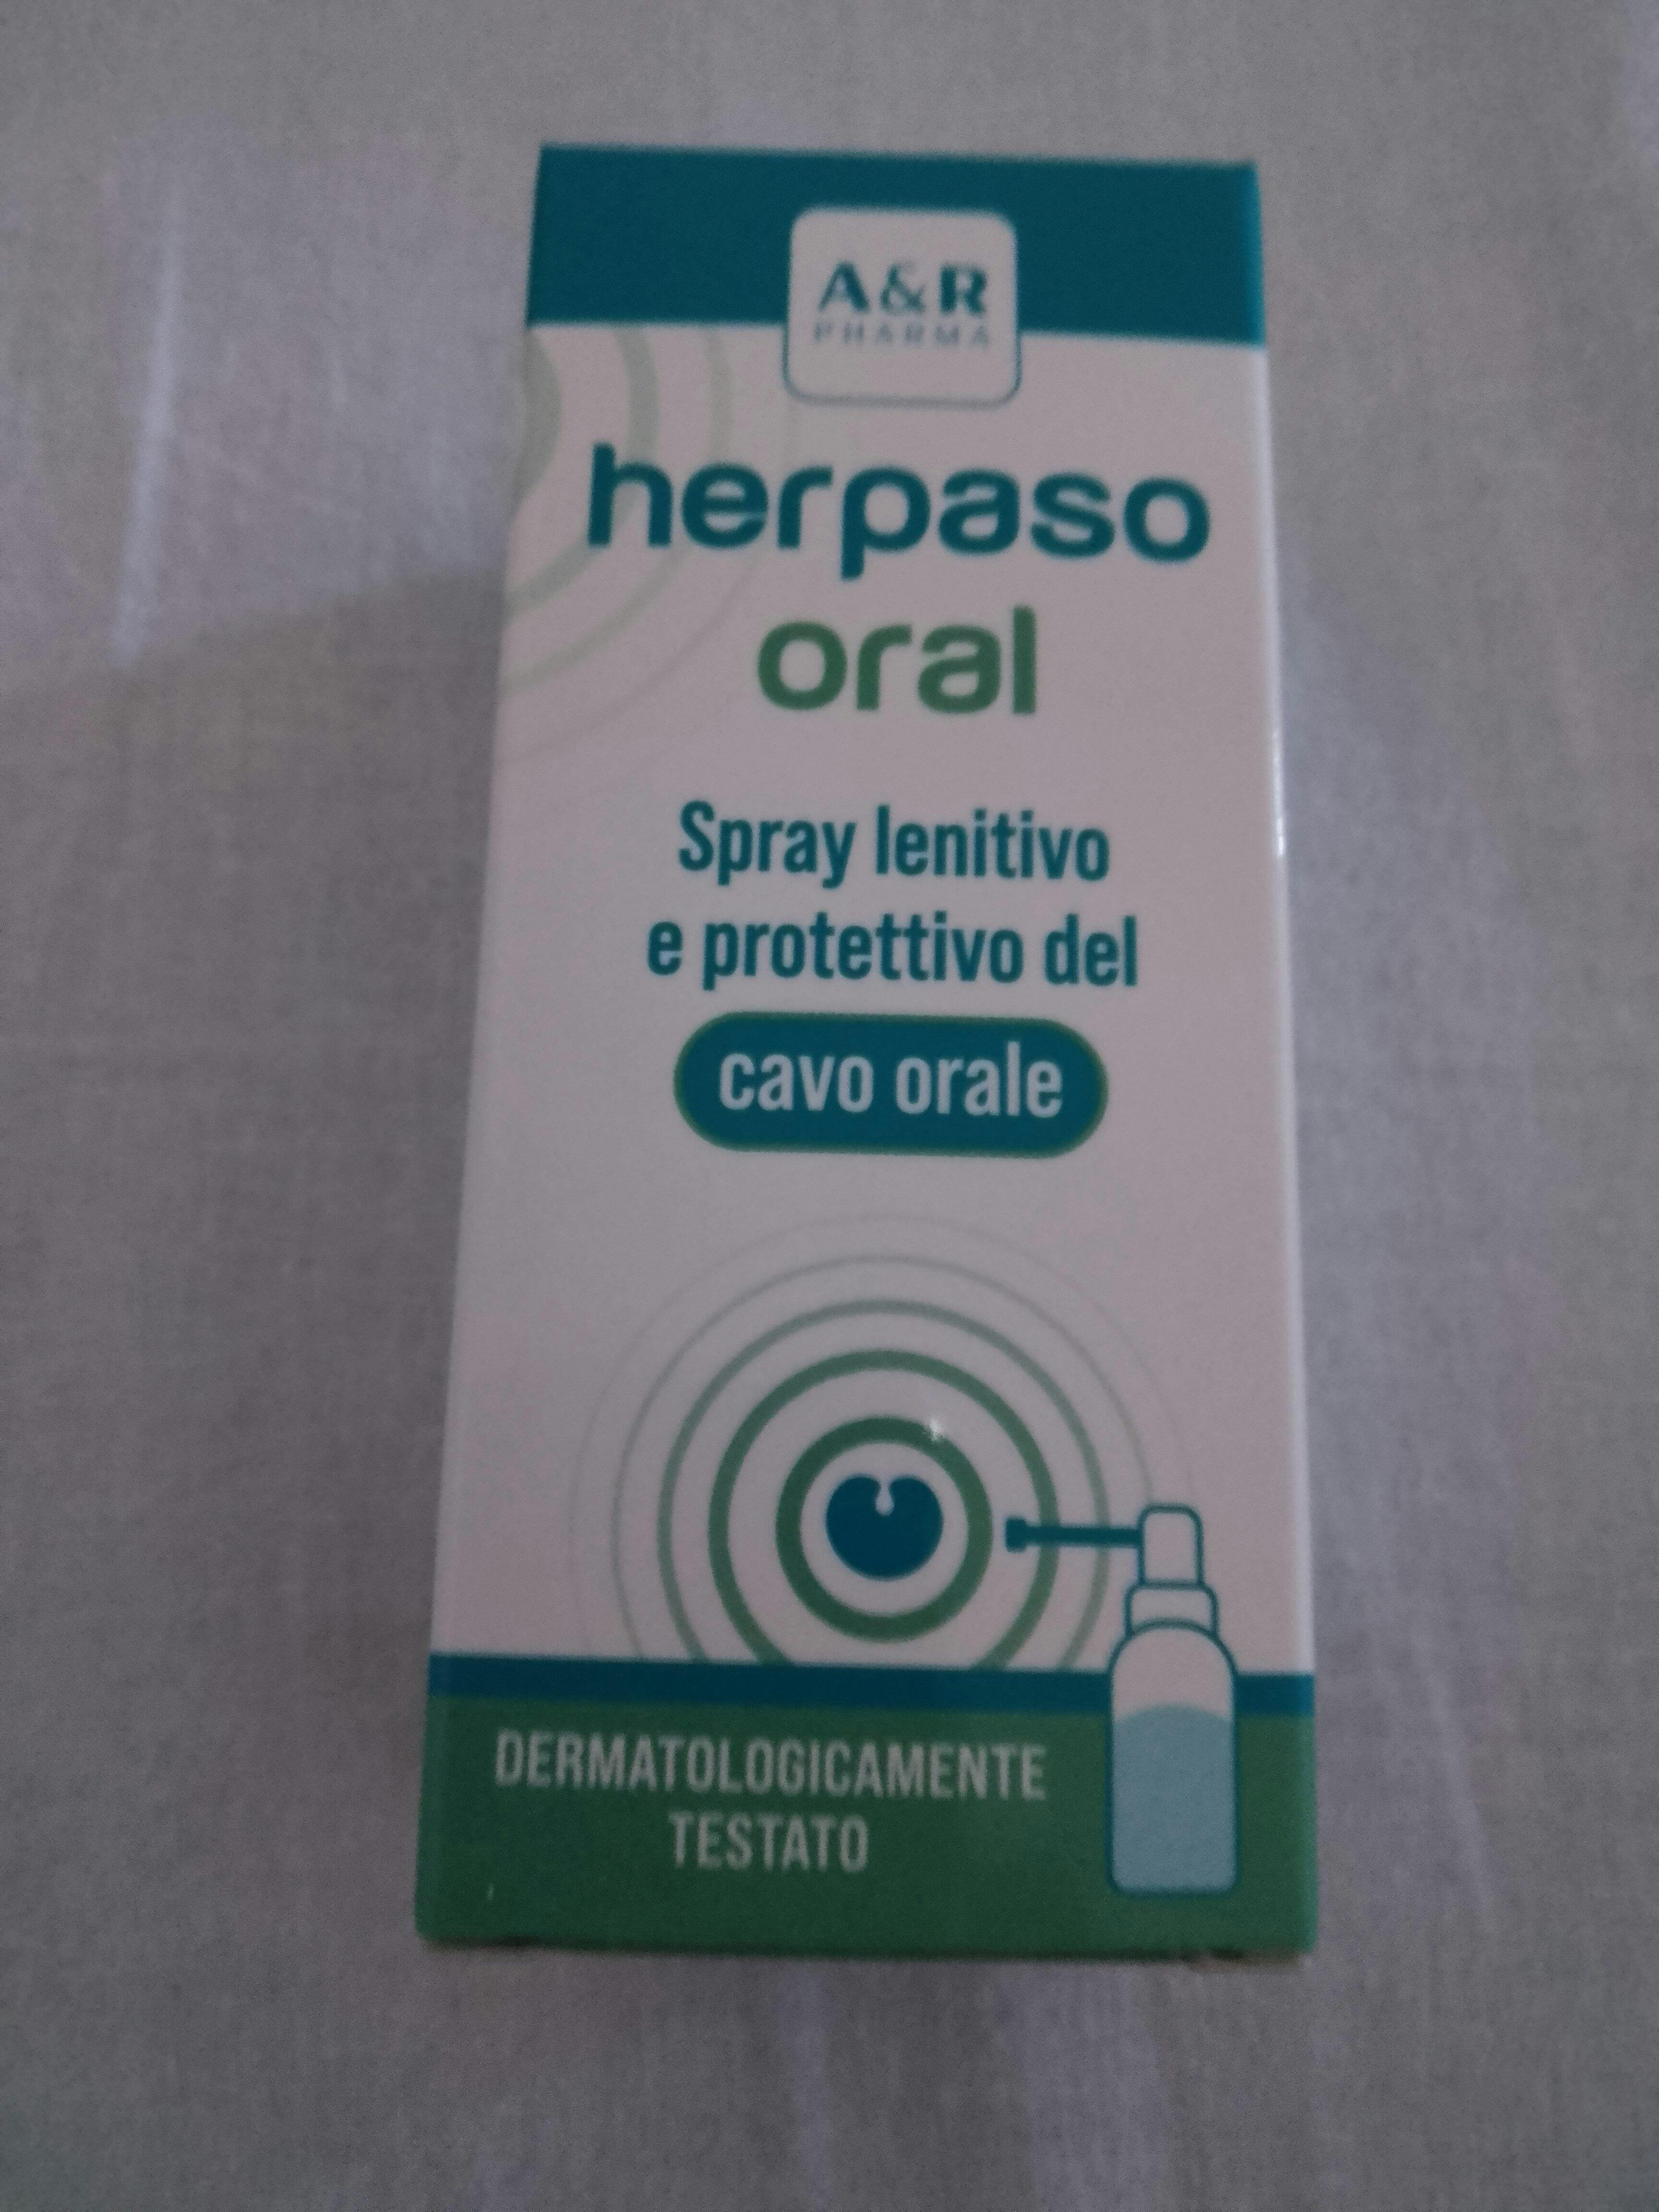 A&R
PHARMA
herpaso
oral
Spray lenitivo
e protettivo del
cavo orale
DERMATOLOGICAMENTE
TESTATO